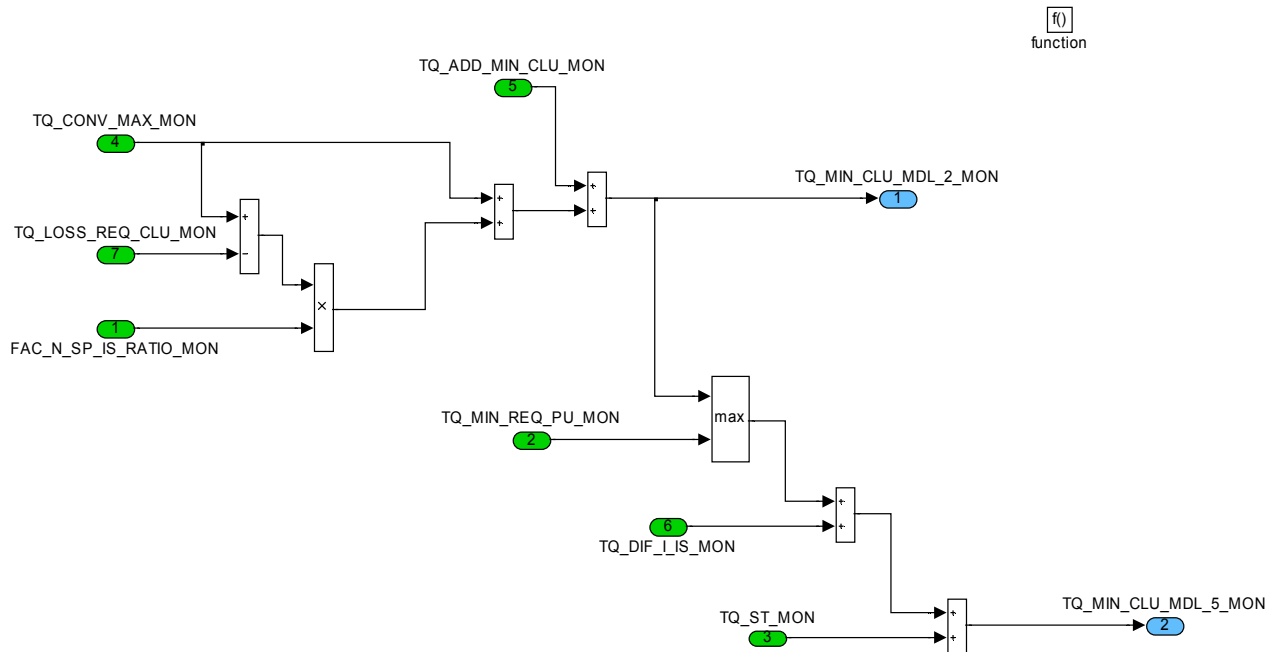 f()
function
TQ_ADD_MIN_CLU_MON
5
TQ_CONV_MAX_MON
4
TQ_MIN_CLU_MDL_2_MON
1
+
+
+
+
TQ_LOSS_REQ_CLU_MON
7
+
−
×
1
FAC_N_SP_IS_RATIO_MON
TQ_MIN_REQ_PU_MON
2
max
6
TQ_DIF_I_IS_MON
+
+
TQ_ST_MON
3
+
+
TQ_MIN_CLU_MDL_5_MON
2